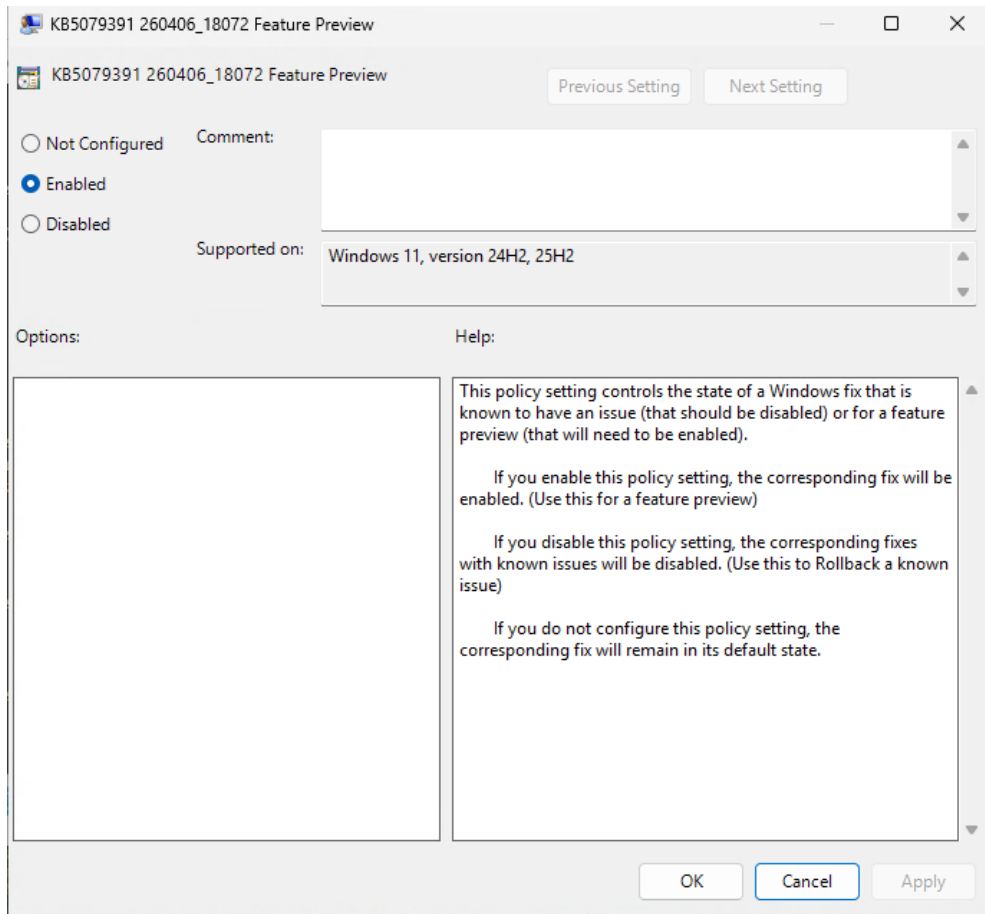 KB5079391 260406_18072 Feature Preview
KB5079391 260406_18072 Feature Preview
Previous Setting
Next Setting
Not Configured
Comment:
Enabled
Disabled
Supported on:
Windows 11, version 24H2, 25H2
Options:
Help:
This policy setting controls the state of a Windows fix that is
known to have an issue (that should be disabled) or for a feature
preview (that will need to be enabled).
If you enable this policy setting, the corresponding fix will be
enabled. (Use this for a feature preview)
If you disable this policy setting, the corresponding fixes
with known issues will be disabled. (Use this to Rollback a known
issue)
If you do not configure this policy setting, the
corresponding fix will remain in its default state.
OK
Cancel
Apply